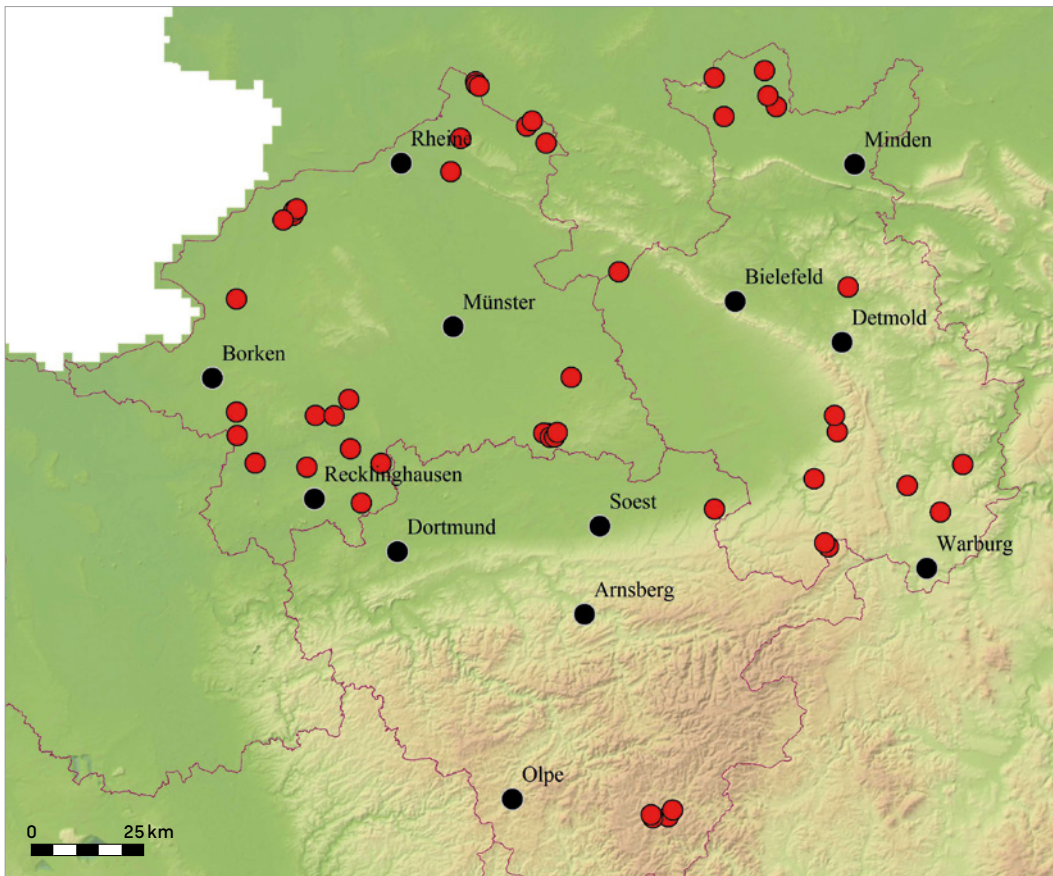 Rheine
Minden
Bielefeld
Münster
Detmold
Borken
Recklinghausen
Soest
Dortmund
Warburg
Arnsberg
Olpe
0 25 km